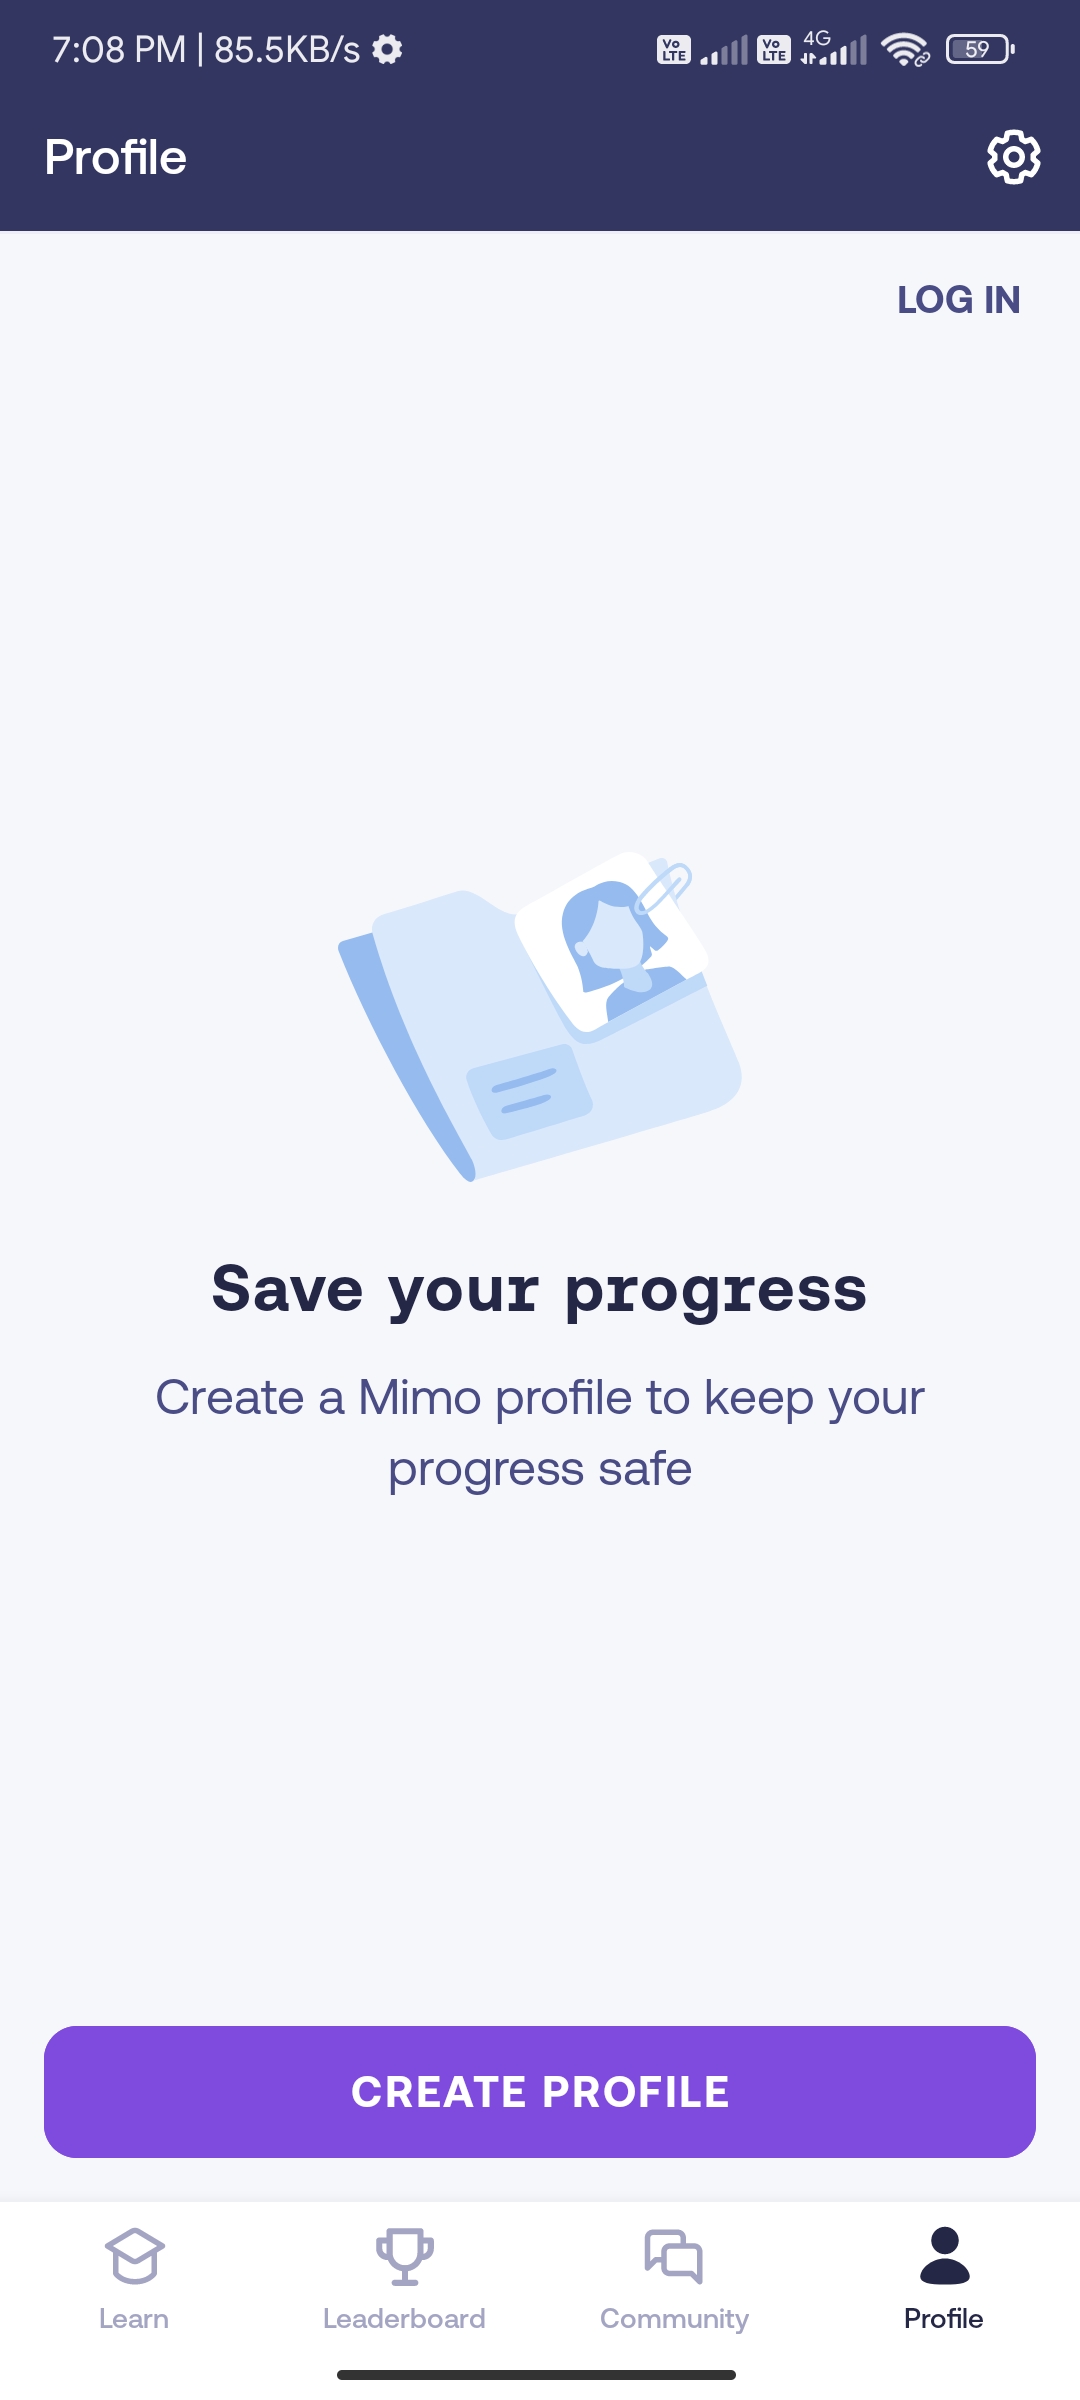 7:08 PM | 85.5KB/s
Vo LTE
Vo LTE
4G
59
Profile
LOG IN
Save your progress
Create a Mimo profile to keep your
progress safe
CREATE PROFILE
Learn
Leaderboard
Community
Profile